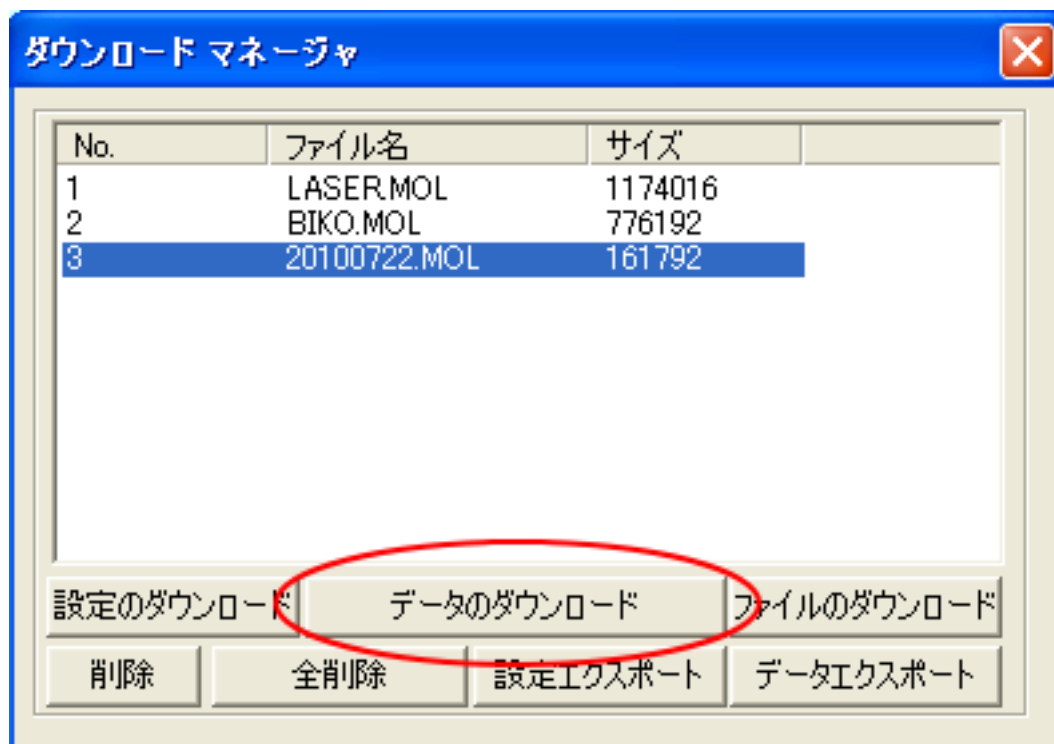 ダウンロード マネージャ
No. ファイル名 サイズ
1 LASER.MOL 1174016
2 BIKO.MOL 776192
3 20100722.MOL 161792
設定のダウンロード データのダウンロード ファイルのダウンロード
削除 全削除 設定エクスポート データエクスポート